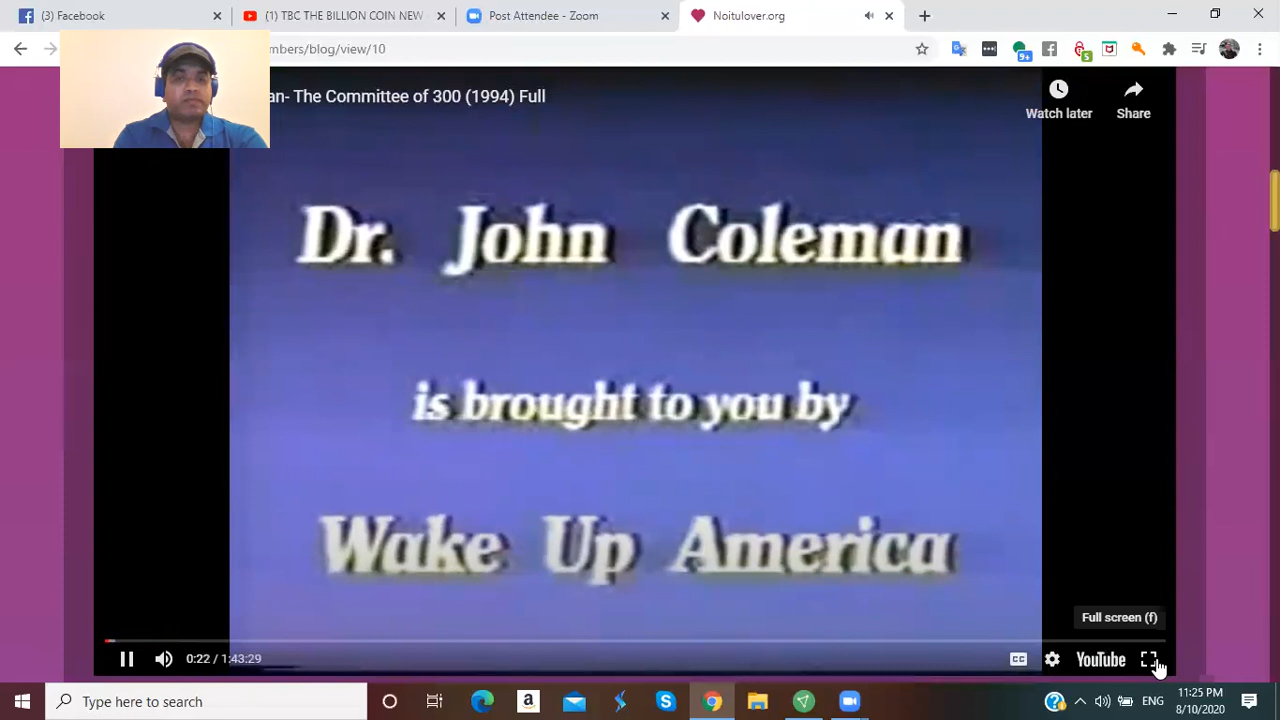 (3) Facebook
(1) TBC THE BILLION COIN NEW
Post Attendee - Zoom
Noitulover.org
mbers/blog/view/10
9+
5
an- The Committee of 300 (1994) Full
Watch later
Share
Dr. John Coleman
is brought to you by
Wake Up America
Full screen (f)
0:22 / 1:43:29
CC
YouTube
Type here to search
ENG
11:25 PM
8/10/2020